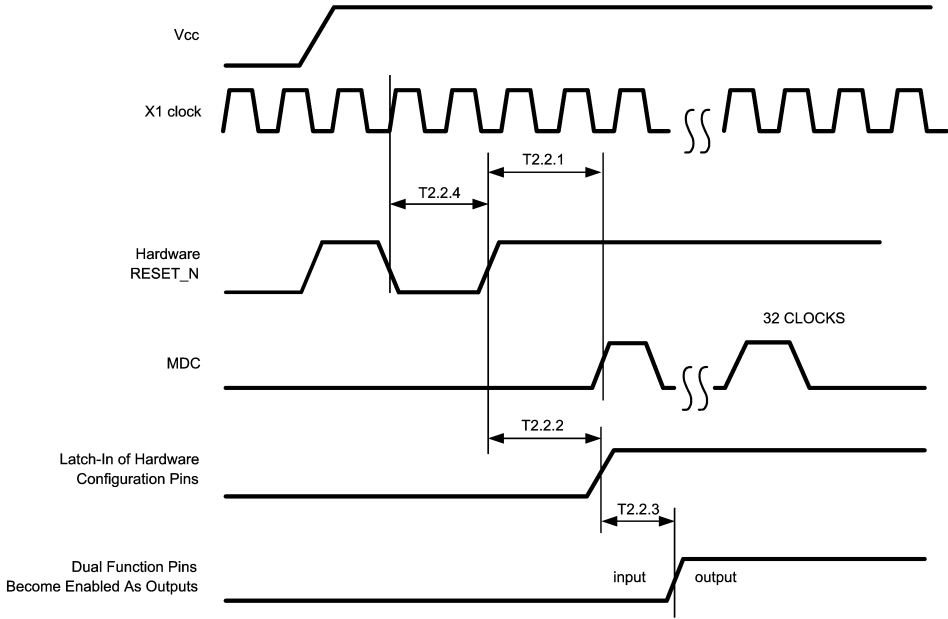 Vcc
X1 clock
T2.2.1
T2.2.4
Hardware
RESET_N
32 CLOCKS
MDC
T2.2.2
Latch-In of Hardware
Configuration Pins
T2.2.3
Dual Function Pins
Become Enabled As Outputs
input
output